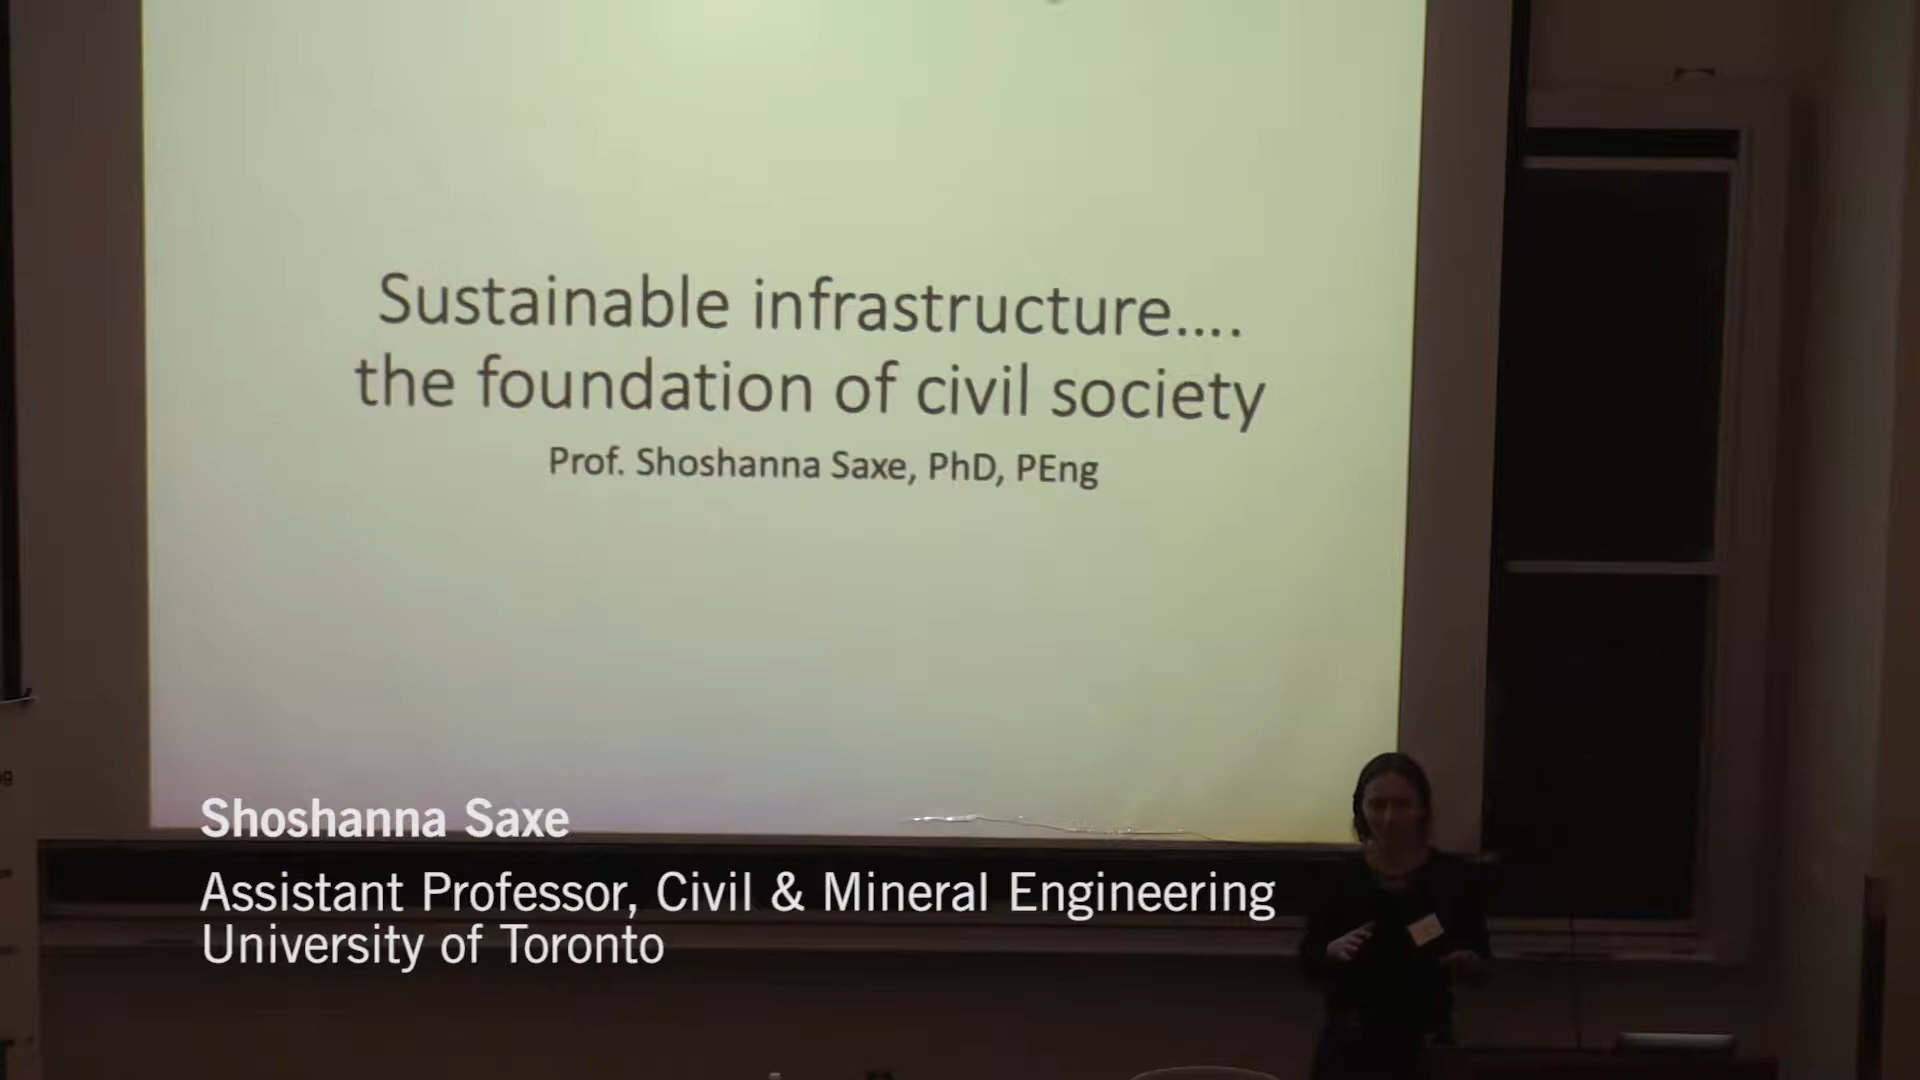 Sustainable infrastructure....
the foundation of civil society
Prof. Shoshanna Saxe, PhD, PEng
Shoshanna Saxe
Assistant Professor, Civil & Mineral Engineering
University of Toronto